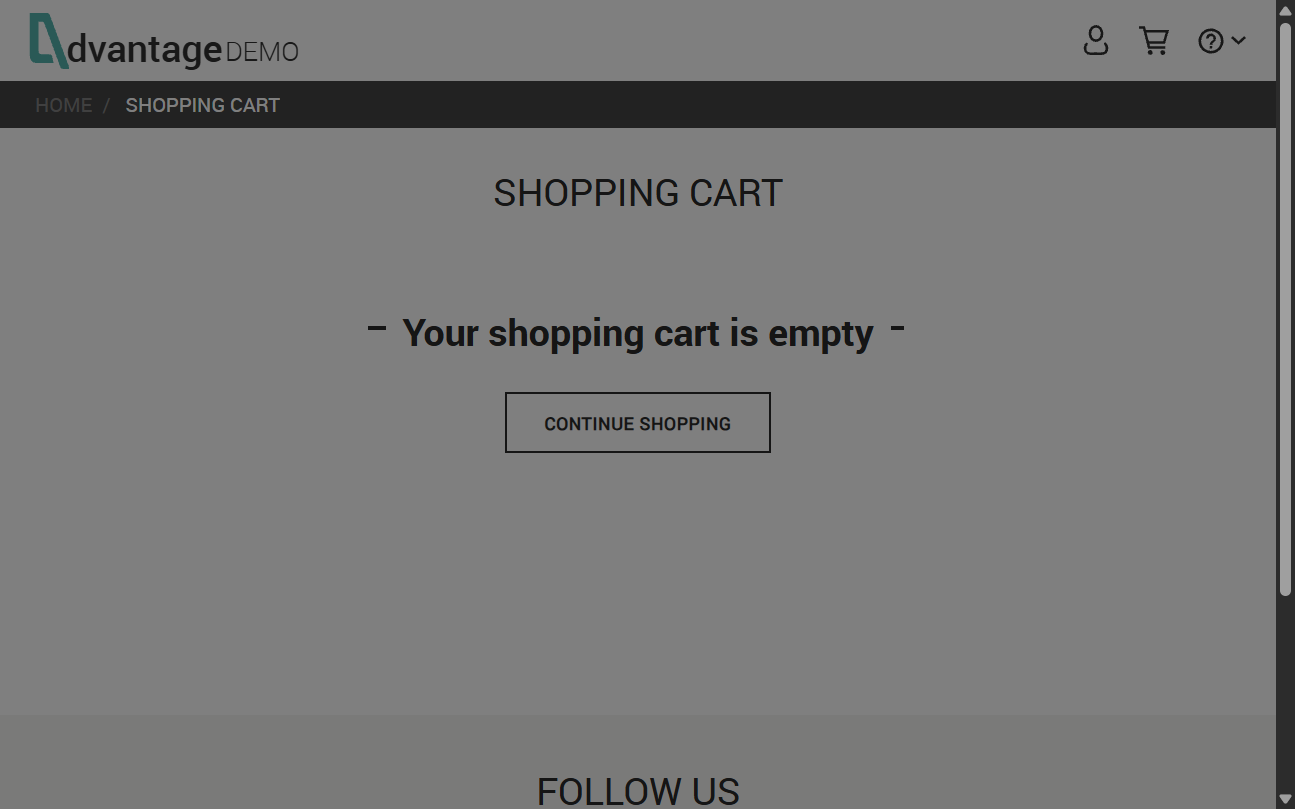 dvantage DEMO
HOME / SHOPPING CART
SHOPPING CART
- Your shopping cart is empty -
CONTINUE SHOPPING
FOLLOW US